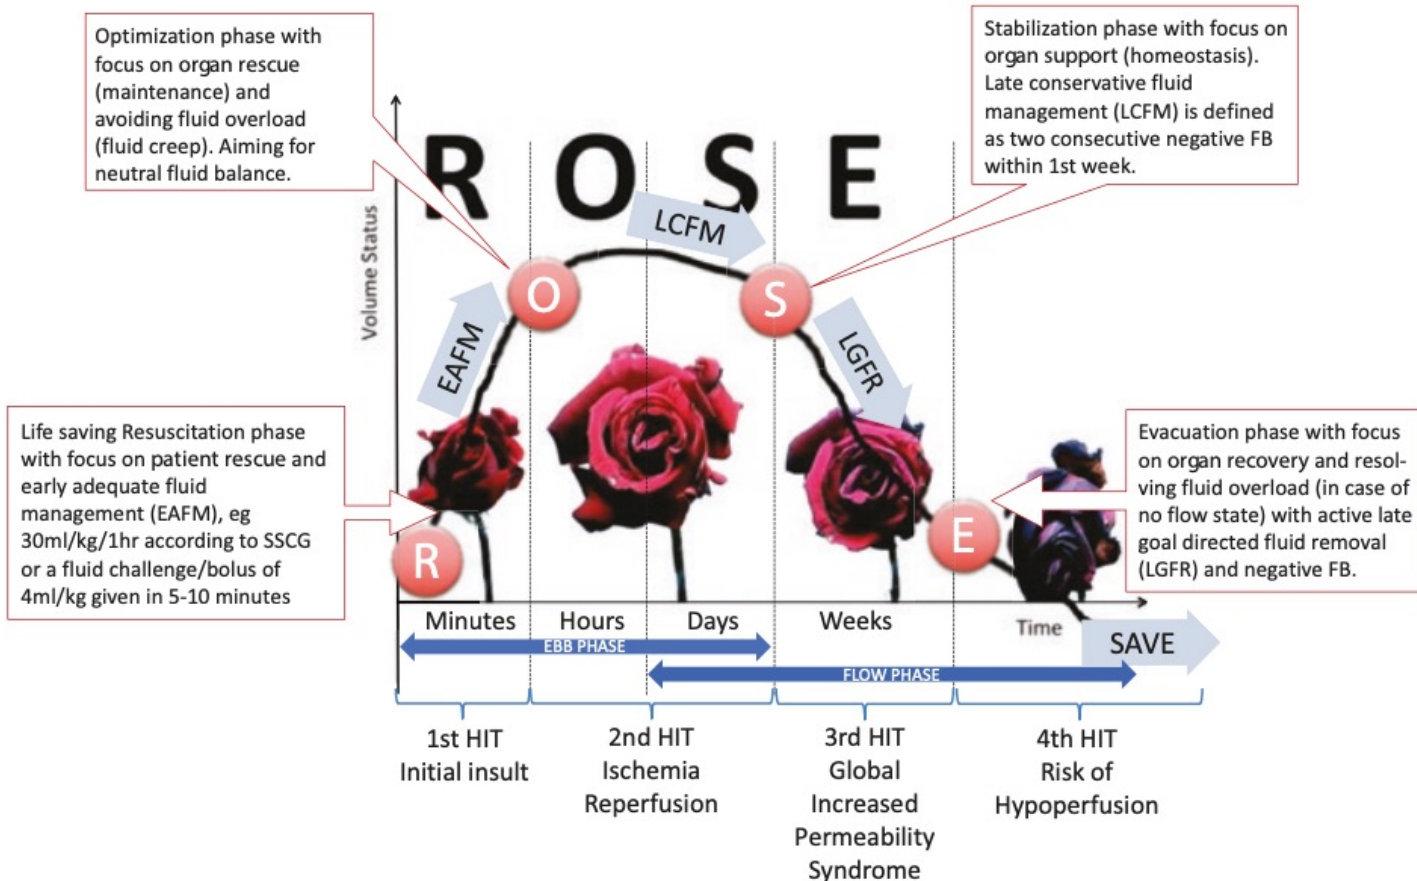 Optimization phase with
focus on organ rescue
(maintenance) and
avoiding fluid overload
(fluid creep). Aiming for
neutral fluid balance.
Stabilization phase with focus on
organ support (homeostasis).
Late conservative fluid
management (LCFM) is defined
as two consecutive negative FB
within 1st week.
R O S E
Volume Status
LCFM
O
S
EAFM
LGFR
Life saving Resuscitation phase
with focus on patient rescue and
early adequate fluid
management (EAFM), eg
30ml/kg/1hr according to SSCG
or a fluid challenge/bolus of
4ml/kg given in 5-10 minutes
Evacuation phase with focus
on organ recovery and resol-
ving fluid overload (in case of
no flow state) with active late
goal directed fluid removal
(LGFR) and negative FB.
R
E
Minutes
Hours
Days
Weeks
Time
EBB PHASE
SAVE
FLOW PHASE
1st HIT
Initial insult
2nd HIT
Ischemia
Reperfusion
3rd HIT
Global
Increased
Permeability
Syndrome
4th HIT
Risk of
Hypoperfusion